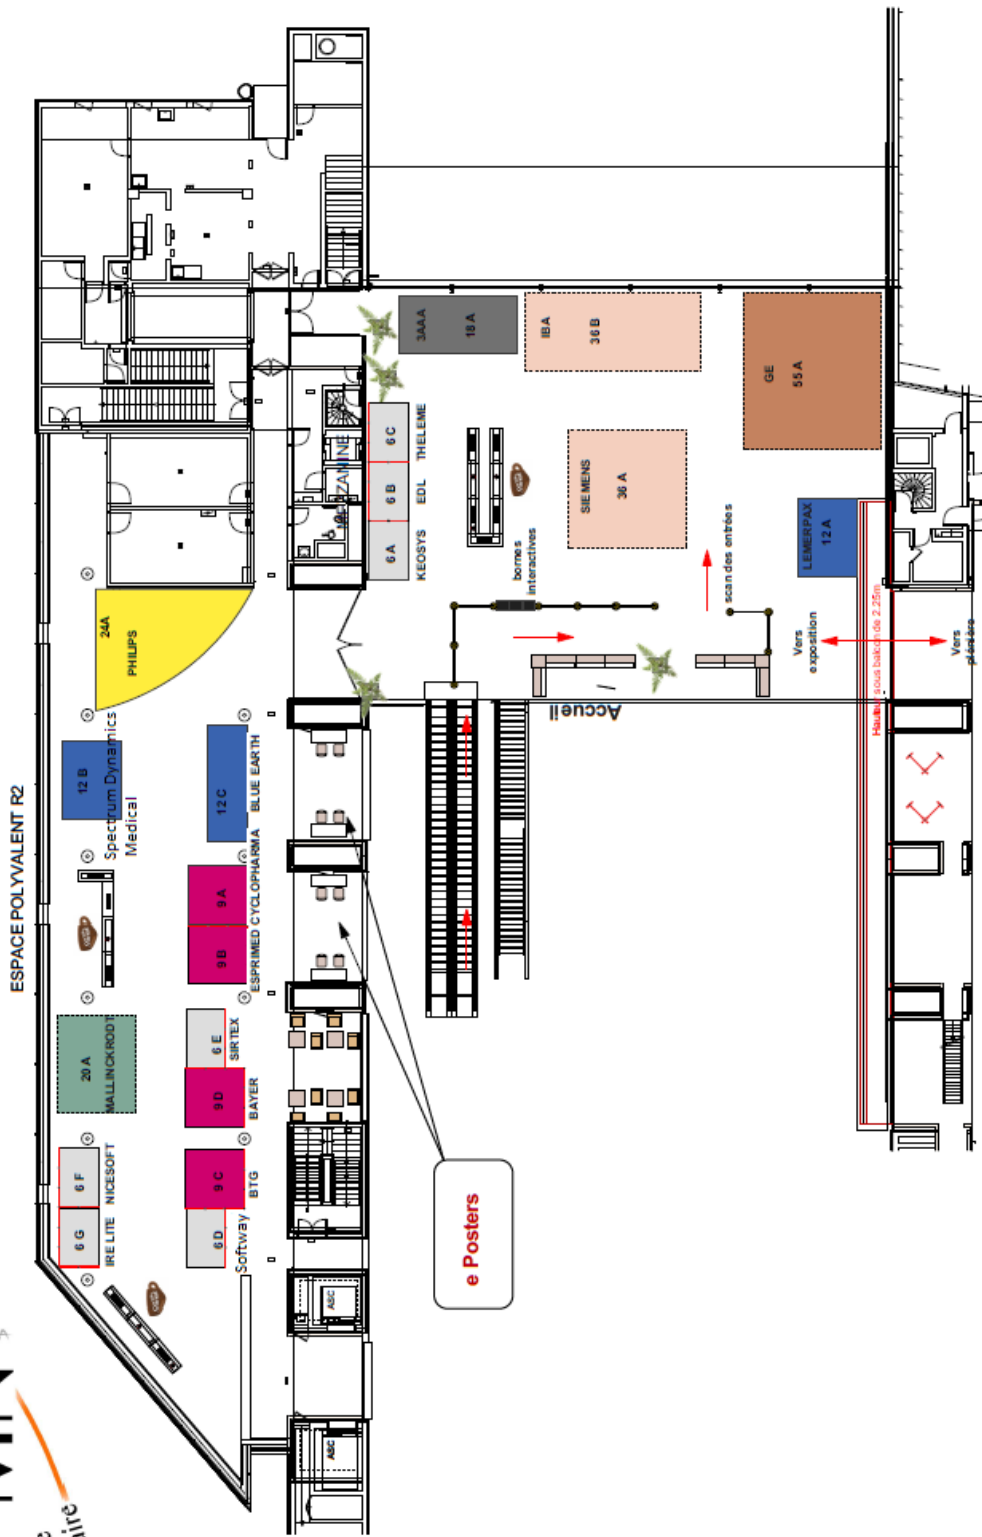 ESPACE POLYVALENT R2
24A
PHILIPS
12 B
Spectrum Dynamics
Medical
12 C
BLUE EARTH
9 A
CYCLOPHARMA
9 B
ESPRIMED
20 A
MALLINCKRODT
6 E
SIRTEX
9 D
BAYER
6 F
NICESOFT
6 G
IRE LITE
9 C
BTG
6 D
Softway
ASC
ASC
e Posters
6 A
KEOSYS
6 B
EDL
6 C
THELEME
3AAA
18 A
IBA
36 B
GE
55 A
SIEMENS
36 A
LEMERPAX
12 A
bornes
interactives
scan des entrées
Accueil
Vers
exposition
Vers
plénière
Hauteur sous balcon de 2.25m